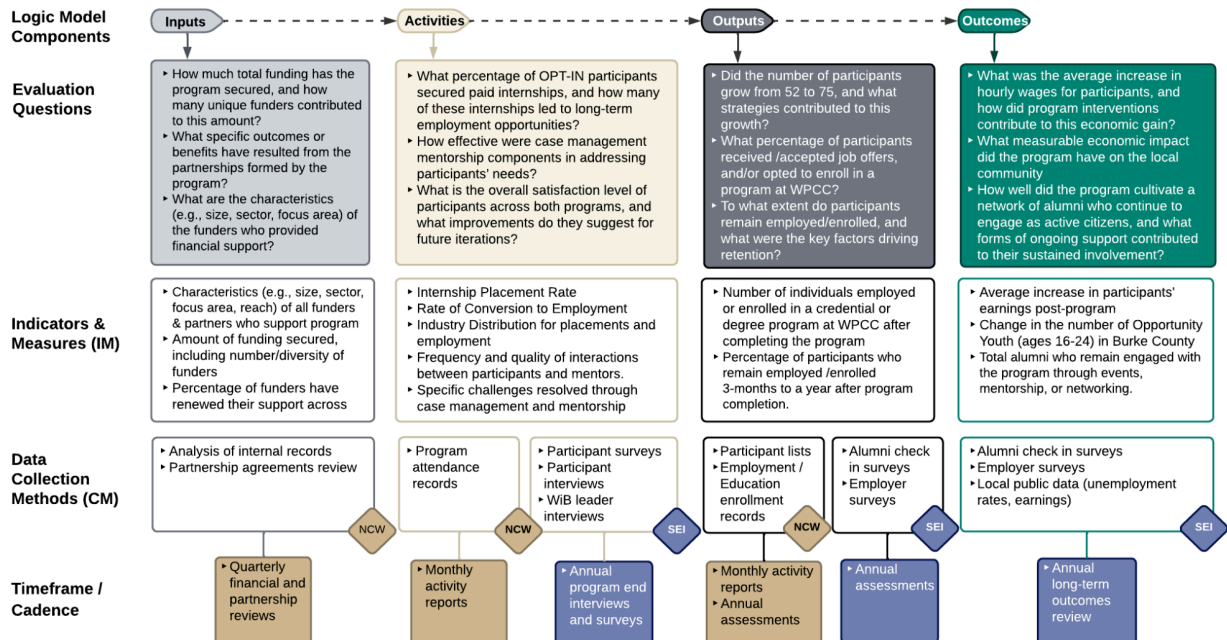 Logic Model
Components
Inputs
Activities
Outputs
Outcomes
Evaluation
Questions
‣ How much total funding has the
program secured, and how
many unique funders contributed
to this amount?
‣ What specific outcomes or
benefits have resulted from the
partnerships formed by the
program?
‣ What are the characteristics
(e.g., size, sector, focus area) of
the funders who provided
financial support?
‣ What percentage of OPT-IN participants
secured paid internships, and how many
of these internships led to long-term
employment opportunities?
‣ How effective were case management
mentorship components in addressing
participants' needs?
‣ What is the overall satisfaction level of
participants across both programs, and
what improvements do they suggest for
future iterations?
‣ Did the number of participants
grow from 52 to 75, and what
strategies contributed to this
growth?
‣ What percentage of participants
received /accepted job offers,
and/or opted to enroll in a
program at WPCC?
‣ To what extent do participants
remain employed/enrolled, and
what were the key factors driving
retention?
‣ What was the average increase in
hourly wages for participants, and
how did program interventions
contribute to this economic gain?
‣ What measurable economic impact
did the program have on the local
community
‣ How well did the program cultivate a
network of alumni who continue to
engage as active citizens, and what
forms of ongoing support contributed
to their sustained involvement?
Indicators &
Measures (IM)
‣ Characteristics (e.g., size, sector,
focus area, reach) of all funders
& partners who support program
‣ Amount of funding secured,
including number/diversity of
funders
‣ Percentage of funders have
renewed their support across
‣ Internship Placement Rate
‣ Rate of Conversion to Employment
‣ Industry Distribution for placements and
employment
‣ Frequency and quality of interactions
between participants and mentors.
‣ Specific challenges resolved through
case management and mentorship
‣ Number of individuals employed
or enrolled in a credential or
degree program at WPCC after
completing the program
‣ Percentage of participants who
remain employed /enrolled
3-months to a year after program
completion.
‣ Average increase in participants'
earnings post-program
‣ Change in the number of Opportunity
Youth (ages 16-24) in Burke County
‣ Total alumni who remain engaged with
the program through events,
mentorship, or networking.
Data
Collection
Methods (CM)
‣ Analysis of internal records
‣ Partnership agreements review
NCW
‣ Program
attendance
records
NCW
‣ Participant surveys
‣ Participant
interviews
‣ WiB leader
interviews
SEI
‣ Participant lists
‣ Employment /
Education
enrollment
records
NCW
‣ Alumni check
in surveys
‣ Employer
surveys
SEI
‣ Alumni check in surveys
‣ Employer surveys
‣ Local public data (unemployment
rates, earnings)
SEI
Timeframe /
Cadence
‣ Quarterly
financial and
partnership
reviews
‣ Monthly
activity
reports
‣ Annual
program end
interviews
and surveys
‣ Monthly activity
reports
‣ Annual
assessments
‣ Annual
assessments
‣ Annual
long-term
outcomes
review